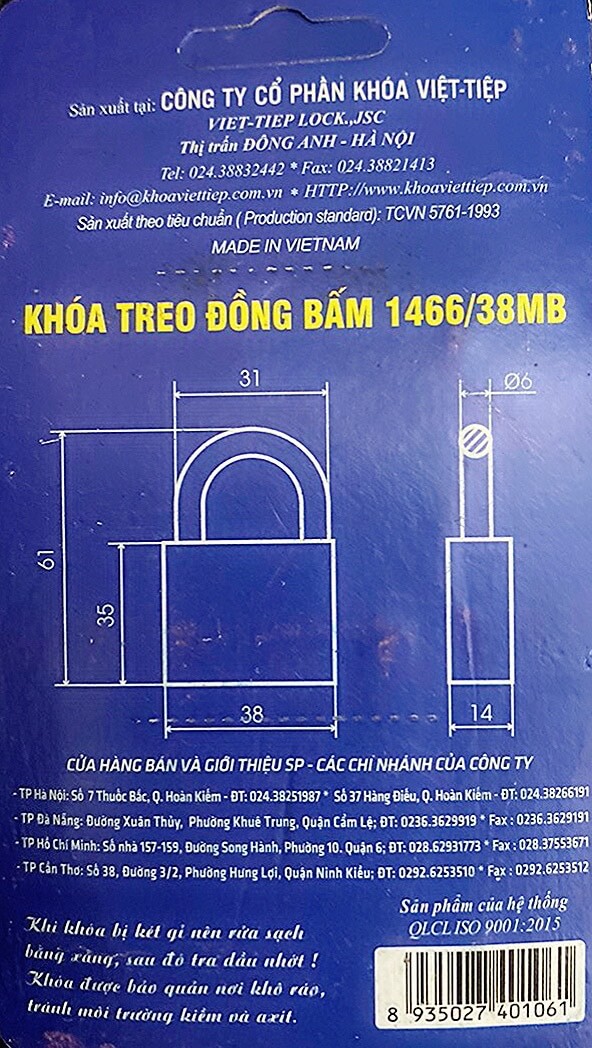 Sản xuất tại: CÔNG TY CỔ PHẦN KHÓA VIỆT-TIỆP
VIET-TIEP LOCK.,JSC
Thị trấn ĐÔNG ANH - HÀ NỘI
Tel: 024.38832442 * Fax: 024.38821413
E-mail: info@khoaviettiep.com.vn * HTTP://www.khoaviettiep.com.vn
Sản xuất theo tiêu chuẩn ( Production standard): TCVN 5761-1993
MADE IN VIETNAM
KHÓA TREO ĐỒNG BẤM 1466/38MB
31
Ø6
61
35
38
14
CỬA HÀNG BÁN VÀ GIỚI THIỆU SP - CÁC CHI NHÁNH CỦA CÔNG TY
- TP Hà Nội: Số 7 Thuốc Bắc, Q. Hoàn Kiếm - ĐT: 024.38251987 * Số 37 Hàng Điếu, Q. Hoàn Kiếm - ĐT: 024.38266191
- TP Đà Nẵng: Đường Xuân Thủy, Phường Khuê Trung, Quận Cẩm Lệ; ĐT: 0236.3629919 * Fax : 0236.3629191
- TP Hồ Chí Minh: Số nhà 157-159, Đường Song Hành, Phường 10. Quận 6; ĐT: 028.62931773 * Fax : 028.37553671
- TP Cần Thơ: Số 38, Đường 3/2, Phường Hưng Lợi, Quận Ninh Kiều; ĐT: 0292.6253510 * Fax : 0292.6253512
Sản phẩm của hệ thống
QLCL ISO 9001:2015
Khi khóa bị két gỉ nên rửa sạch
bằng xăng, sau đó tra dầu nhớt !
Khóa được bảo quản nơi khô ráo,
tránh môi trường kiềm và axit.
8 935027 401061